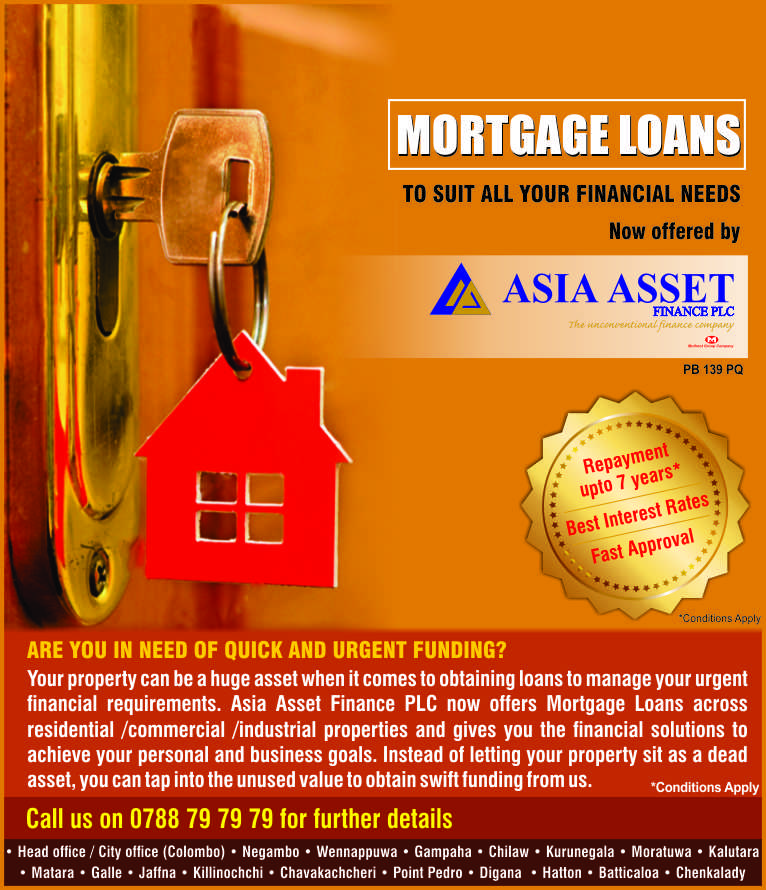 MORTGAGE LOANS
TO SUIT ALL YOUR FINANCIAL NEEDS
Now offered by
ASIA ASSET
FINANCE PLC
The unconventional finance company
M
Muthoot Group Company
PB 139 PQ
Repayment
upto 7 years*
Best Interest Rates
Fast Approval
*Conditions Apply
ARE YOU IN NEED OF QUICK AND URGENT FUNDING?
Your property can be a huge asset when it comes to obtaining loans to manage your urgent
financial requirements. Asia Asset Finance PLC now offers Mortgage Loans across
residential /commercial /industrial properties and gives you the financial solutions to
achieve your personal and business goals. Instead of letting your property sit as a dead
asset, you can tap into the unused value to obtain swift funding from us.
*Conditions Apply
Call us on 0788 79 79 79 for further details
• Head office / City office (Colombo) • Negambo • Wennappuwa • Gampaha • Chilaw • Kurunegala • Moratuwa • Kalutara
• Matara • Galle • Jaffna • Killinochchi • Chavakachcheri • Point Pedro • Digana • Hatton • Batticaloa • Chenkalady